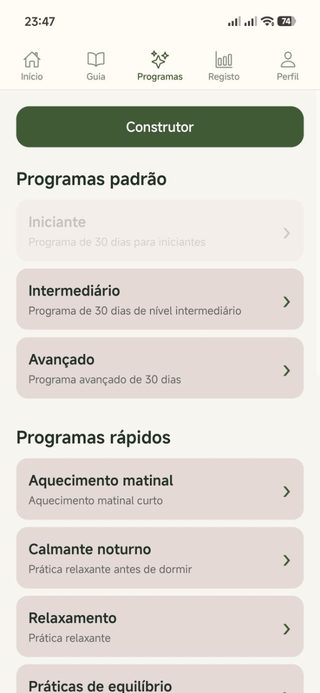 23:47
74
Início
Guia
Programas
Registo
Perfil
Construtor
Programas padrão
Iniciante
Programa de 30 dias para iniciantes
Intermediário
Programa de 30 dias de nível intermediário
Avançado
Programa avançado de 30 dias
Programas rápidos
Aquecimento matinal
Aquecimento matinal curto
Calmante noturno
Prática relaxante antes de dormir
Relaxamento
Prática relaxante
Práticas de equilíbrio